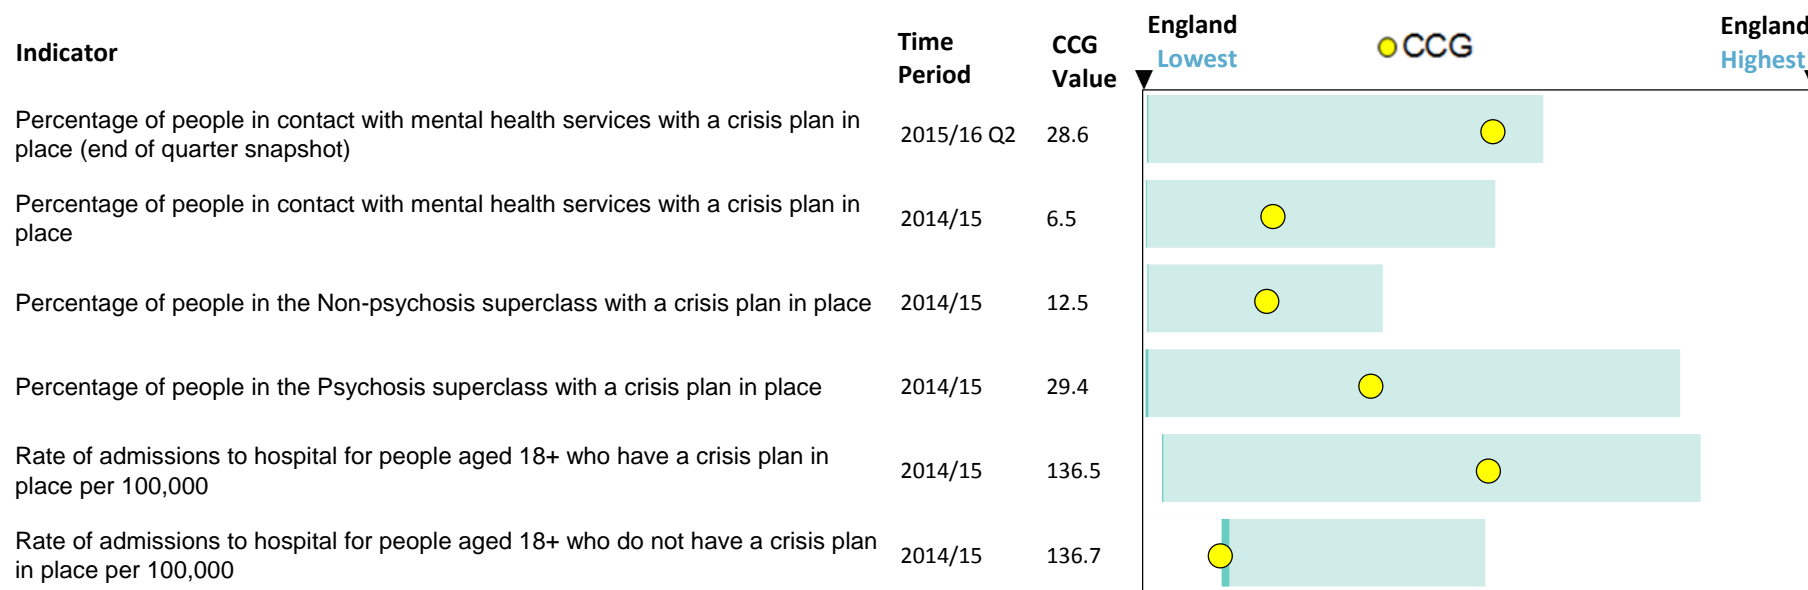 Indicator
Time
Period
CCG
Value
England
Lowest
CCG
England
Highest
Percentage of people in contact with mental health services with a crisis plan in
place (end of quarter snapshot)
2015/16 Q2
28.6
Percentage of people in contact with mental health services with a crisis plan in
place
2014/15
6.5
Percentage of people in the Non-psychosis superclass with a crisis plan in place
2014/15
12.5
Percentage of people in the Psychosis superclass with a crisis plan in place
2014/15
29.4
Rate of admissions to hospital for people aged 18+ who have a crisis plan in
place per 100,000
2014/15
136.5
Rate of admissions to hospital for people aged 18+ who do not have a crisis plan
in place per 100,000
2014/15
136.7